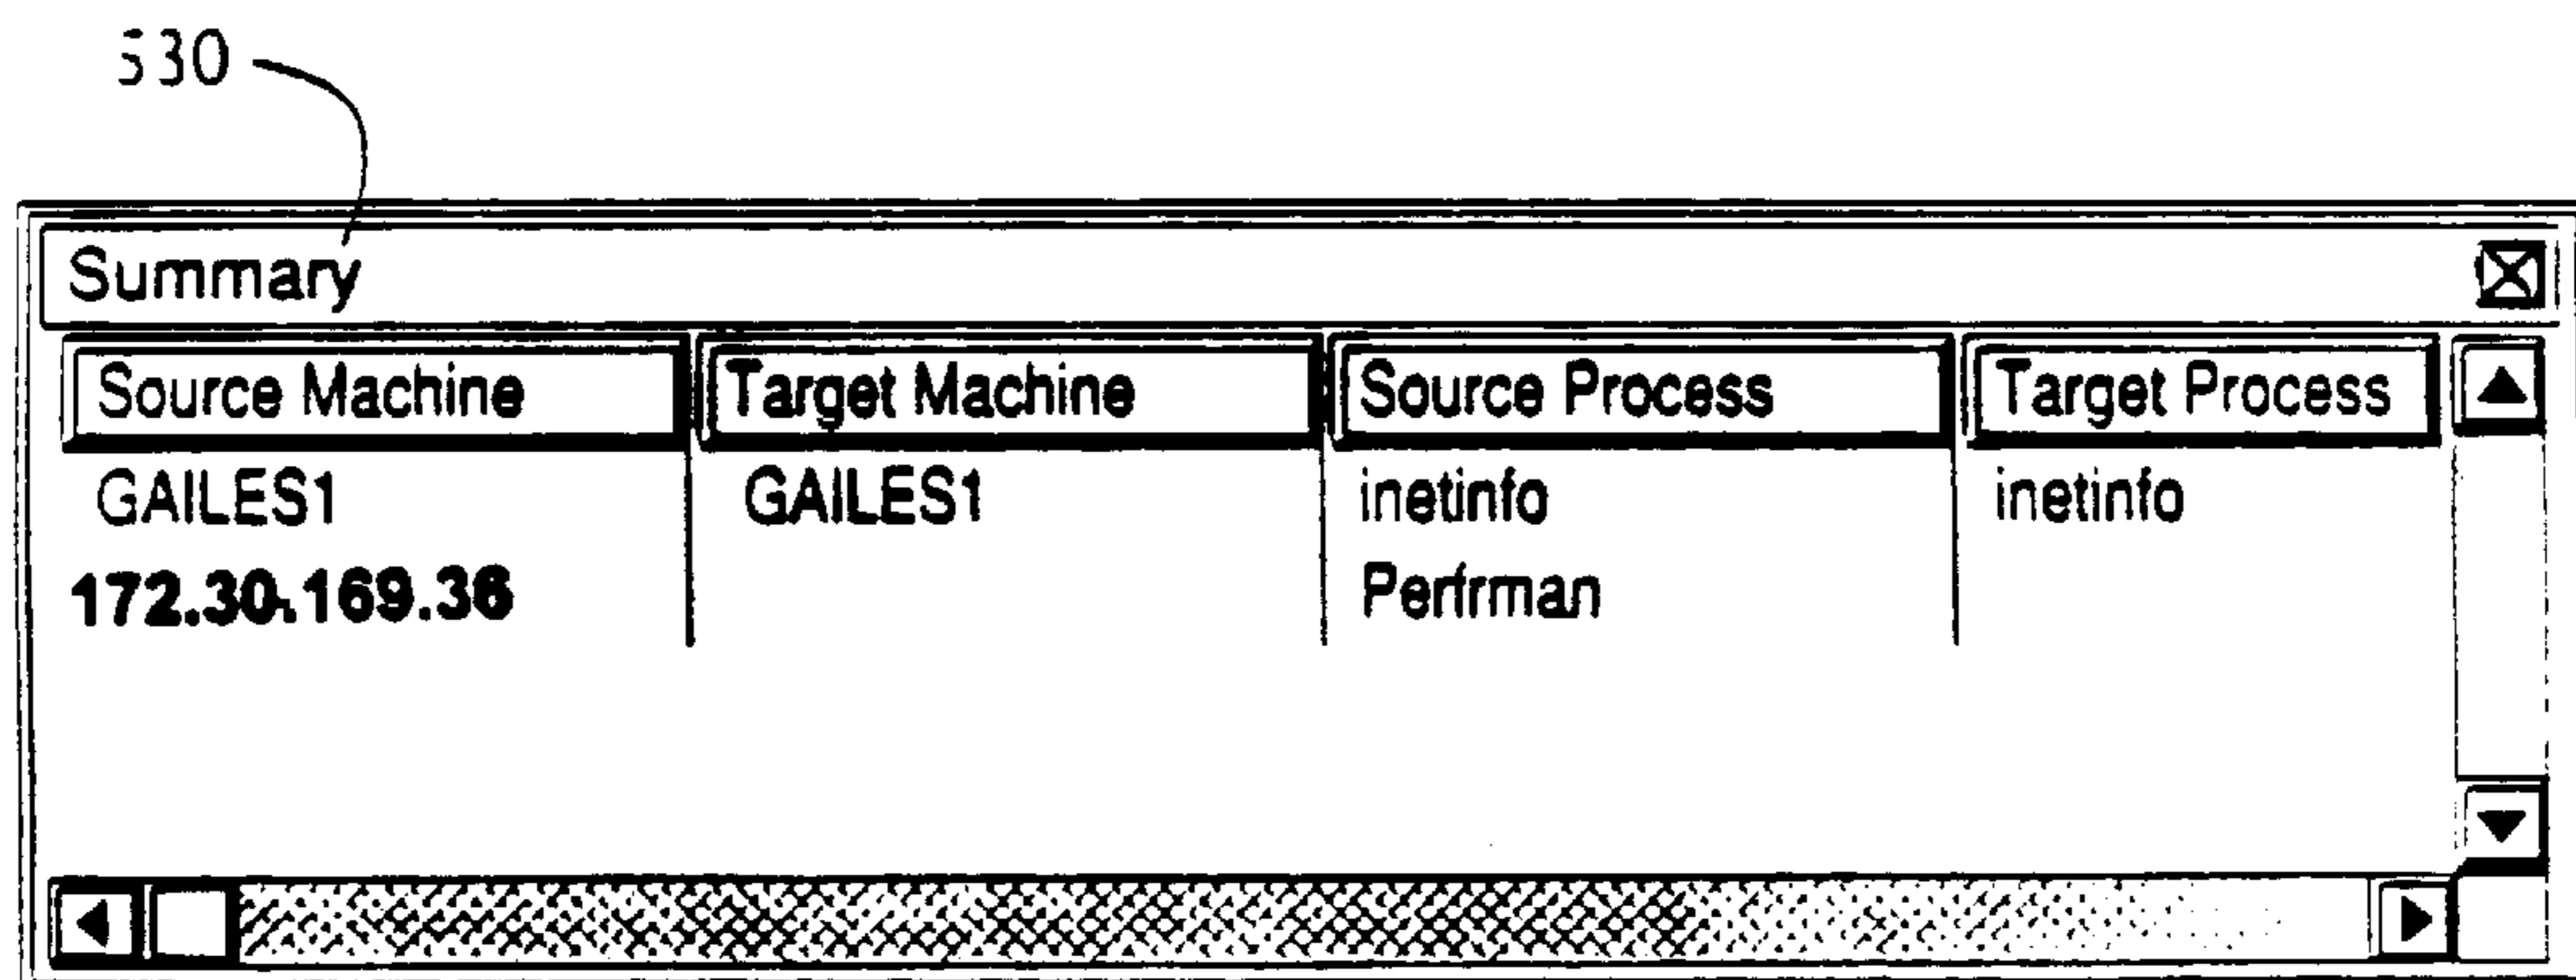 530
Summary
Source Machine Target Machine Source Process Target Process
GAILES1 GAILES1 inetinfo inetinfo
172.30.169.36 Perfrman